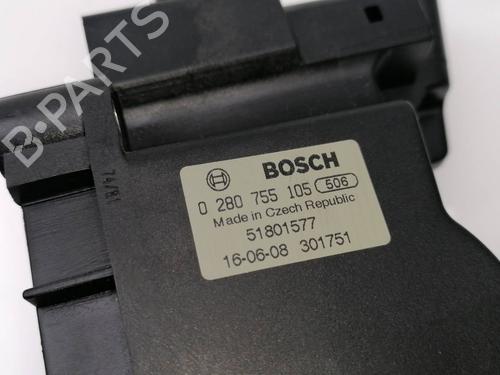 B-PARTS
BOSCH
0 280 755 105 506
Made in Czech Republic
51801577
16-06-08 301751